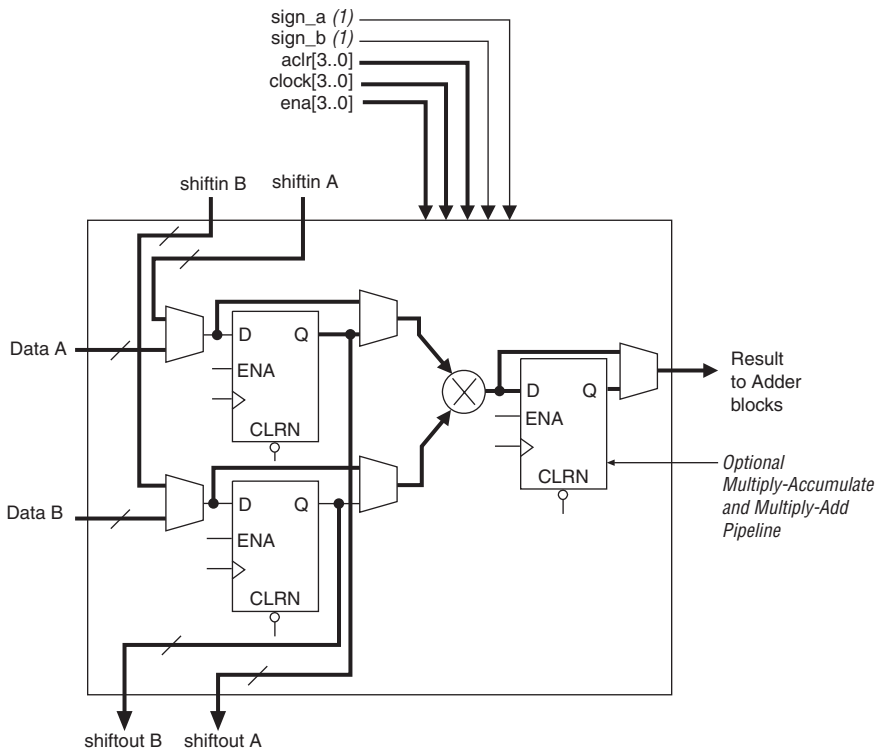 sign_a (1)
sign_b (1)
aclr[3..0]
clock[3..0]
ena[3..0]
shiftin B
shiftin A
Data A
D
Q
ENA
CLRN
Data B
D
Q
ENA
CLRN
D
Q
ENA
CLRN
Result
to Adder
blocks
Optional
Multiply-Accumulate
and Multiply-Add
Pipeline
shiftout B
shiftout A